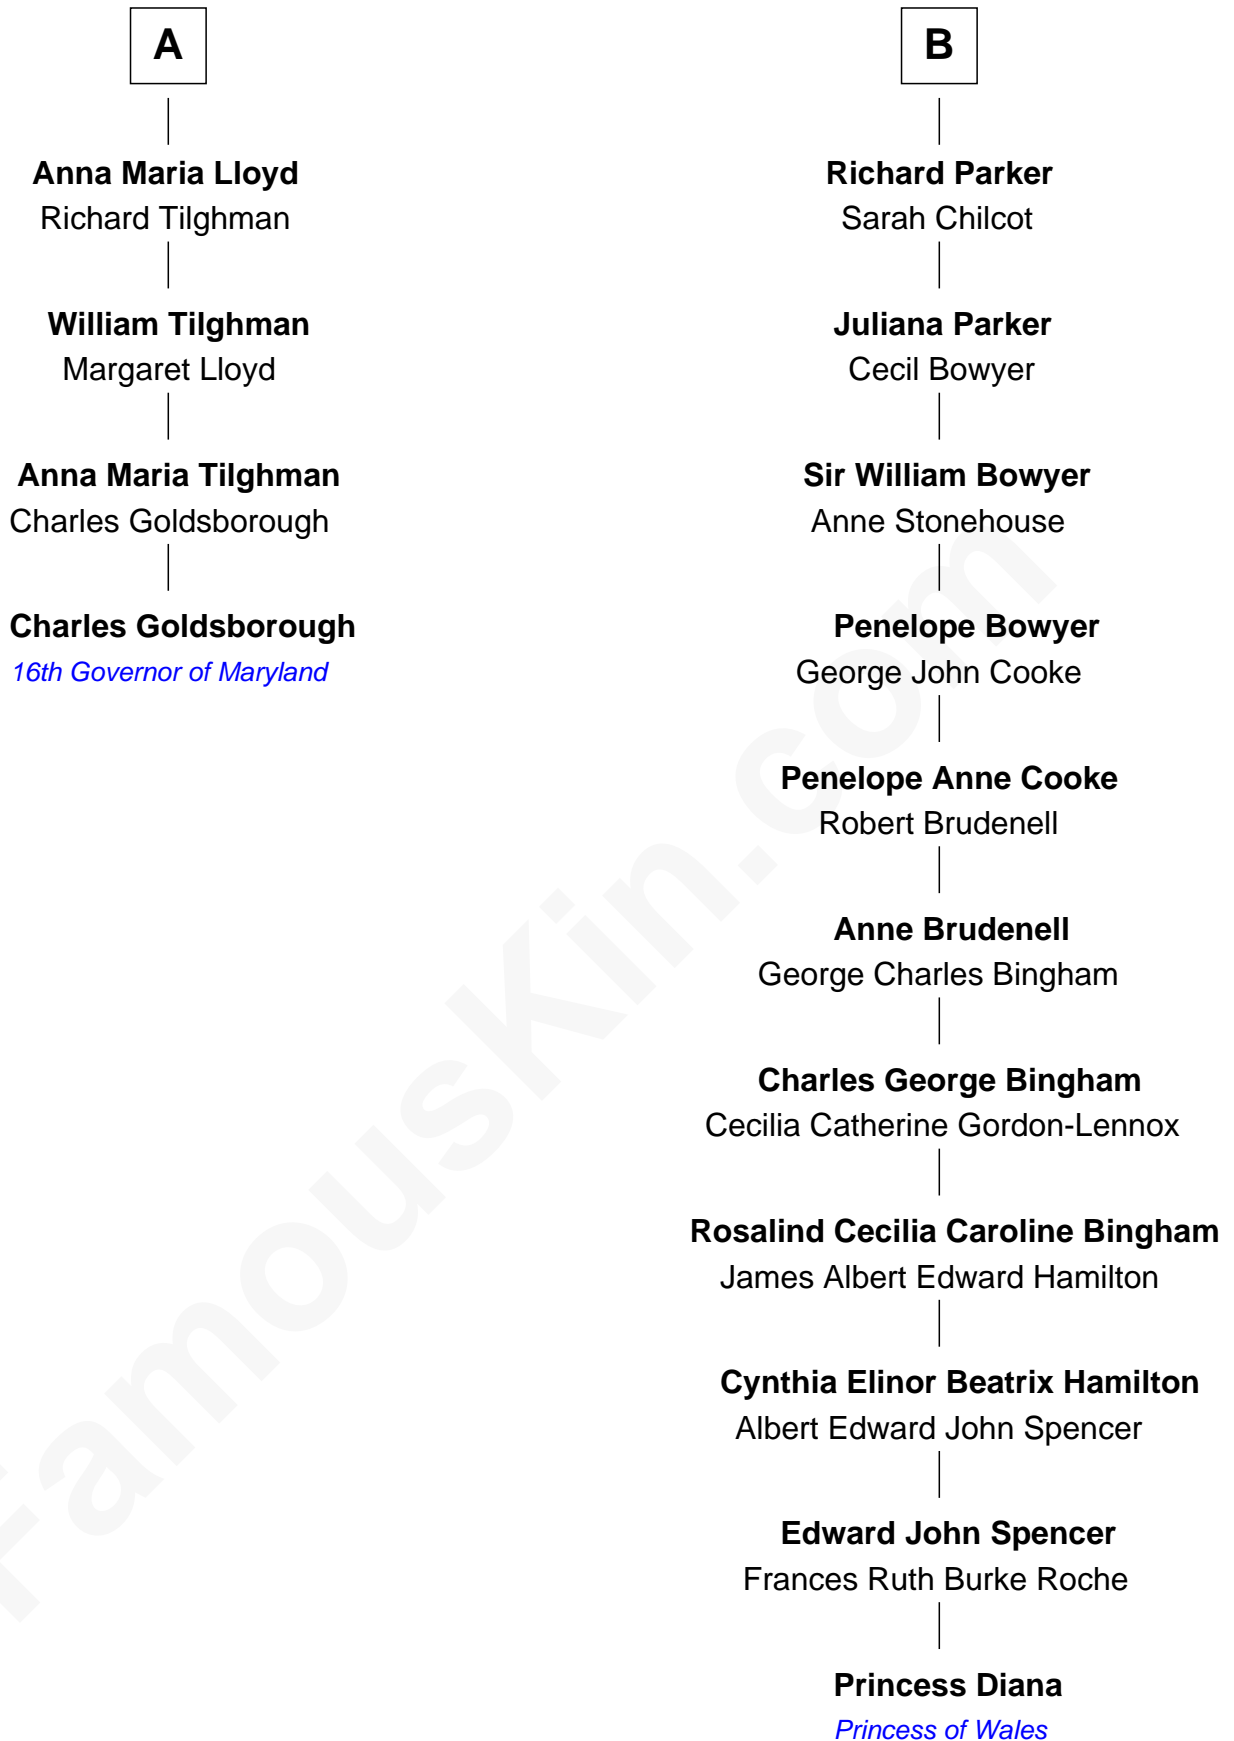 A
Anna Maria Lloyd
Richard Tilghman
William Tilghman
Margaret Lloyd
Anna Maria Tilghman
Charles Goldsborough
Charles Goldsborough
16th Governor of Maryland
B
Richard Parker
Sarah Chilcot
Juliana Parker
Cecil Bowyer
Sir William Bowyer
Anne Stonehouse
Penelope Bowyer
George John Cooke
Penelope Anne Cooke
Robert Brudenell
Anne Brudenell
George Charles Bingham
Charles George Bingham
Cecilia Catherine Gordon-Lennox
Rosalind Cecilia Caroline Bingham
James Albert Edward Hamilton
Cynthia Elinor Beatrix Hamilton
Albert Edward John Spencer
Edward John Spencer
Frances Ruth Burke Roche
Princess Diana
Princess of Wales
FamousKin.com